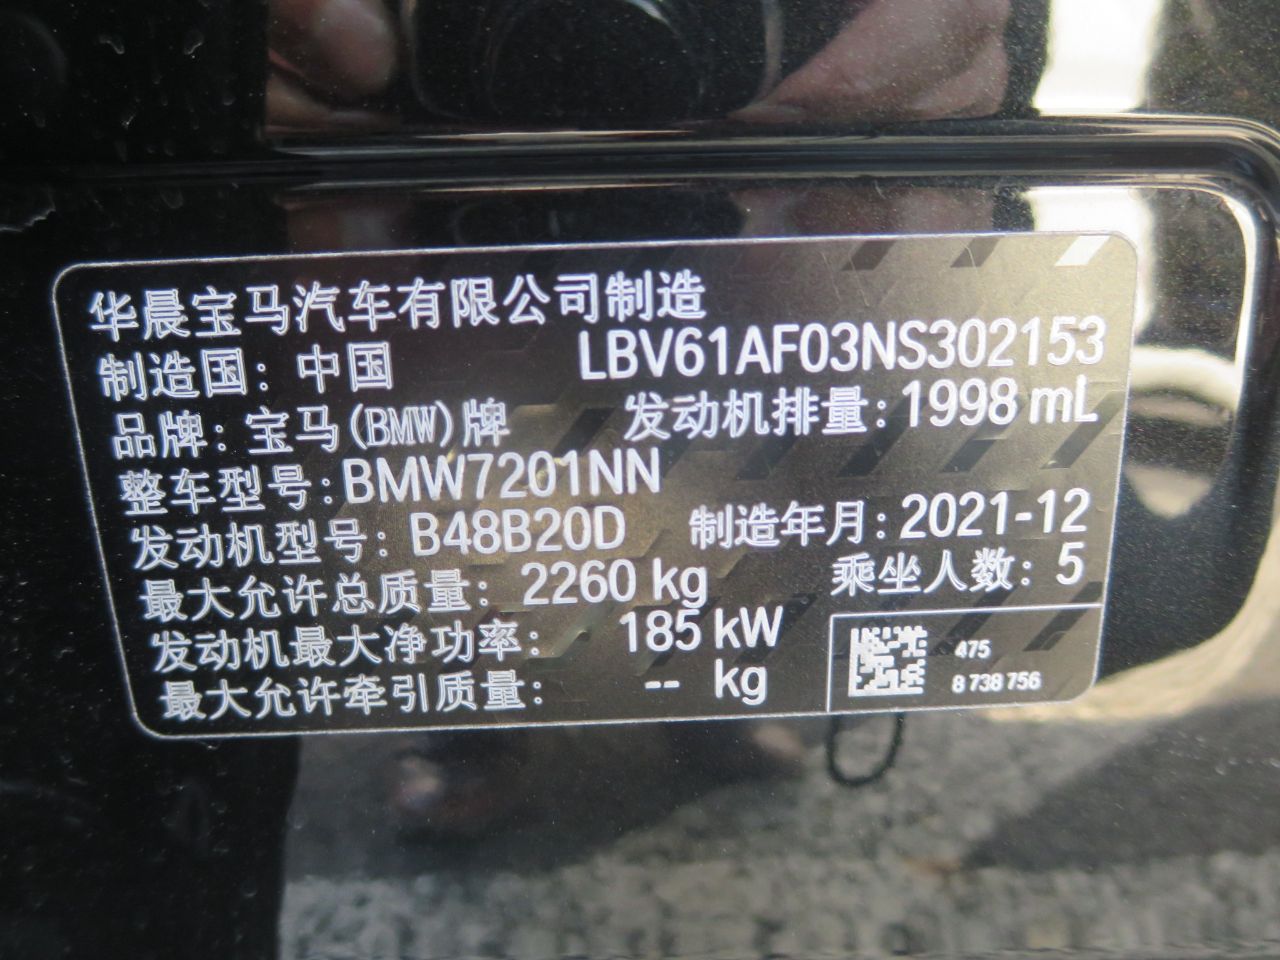 华晨宝马汽车有限公司制造
制造国：中国 LBV61AF03NS302153
品牌：宝马(BMW)牌 发动机排量：1998 mL
整车型号：BMW7201NN
发动机型号：B48B20D 制造年月：2021-12
最大允许总质量：2260 kg 乘坐人数：5
发动机最大净功率：185 kW
最大允许牵引质量：-- kg
475
8 738 756